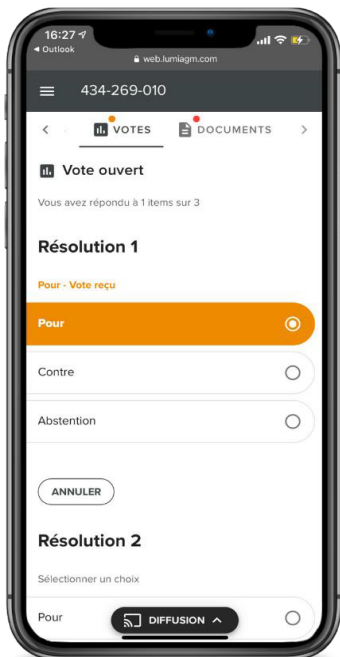 16:27
◄ Outlook
web.lumiagm.com
434-269-010
VOTES
DOCUMENTS
Vote ouvert
Vous avez répondu à 1 items sur 3
Résolution 1
Pour - Vote reçu
Pour
Contre
Abstention
ANNULER
Résolution 2
Sélectionner un choix
Pour
DIFFUSION